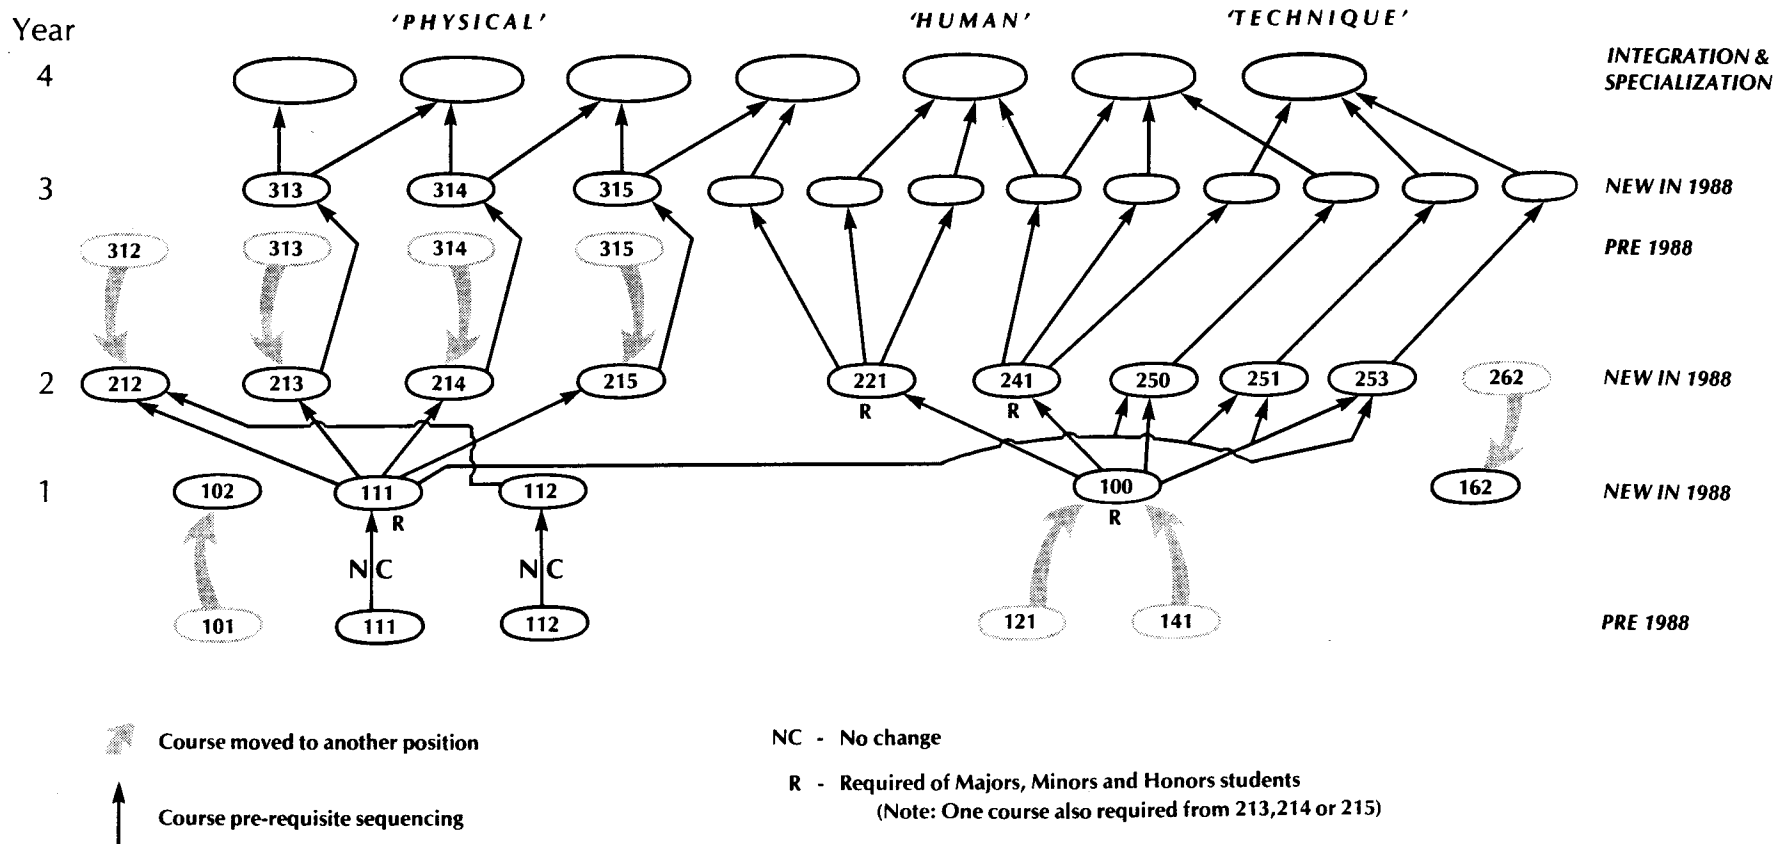 Year
'PHYSICAL' 'HUMAN' 'TECHNIQUE'
4 INTEGRATION &
SPECIALIZATION
3 313 314 315 NEW IN 1988
312 313 314 315 PRE 1988
2 212 213 214 215 221 241 250 251 253 262 NEW IN 1988
R R
1 102 111 112 100 162 NEW IN 1988
R R
NC NC
101 111 112 121 141 PRE 1988
Course moved to another position
Course pre-requisite sequencing
NC - No change
R - Required of Majors, Minors and Honors students
(Note: One course also required from 213,214 or 215)